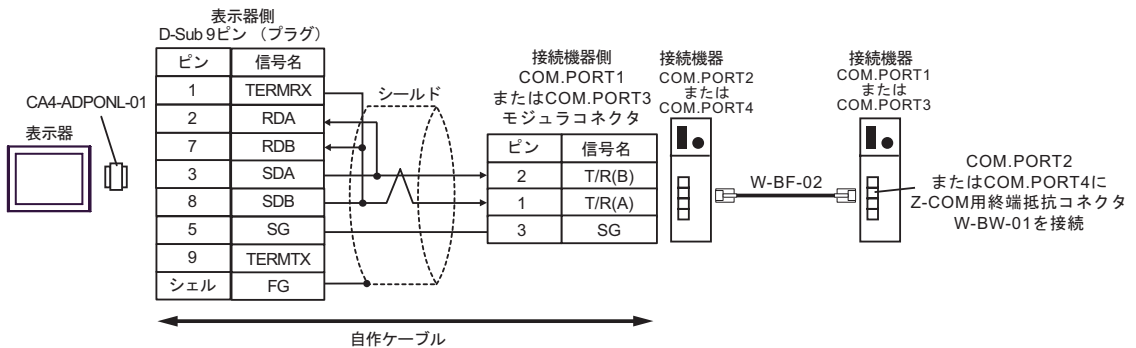 表示器側
D-Sub 9ピン （プラグ）
ピン 信号名
1 TERMRX
2 RDA
7 RDB
3 SDA
8 SDB
5 SG
9 TERMTX
シェル FG
CA4-ADPONL-01
表示器
シールド
接続機器側
COM.PORT1
またはCOM.PORT3
モジュラコネクタ
ピン 信号名
2 T/R(B)
1 T/R(A)
3 SG
接続機器
COM.PORT2
または
COM.PORT4
W-BF-02
接続機器
COM.PORT1
または
COM.PORT3
COM.PORT2
またはCOM.PORT4に
Z-COM用終端抵抗コネクタ
W-BW-01を接続
自作ケーブル